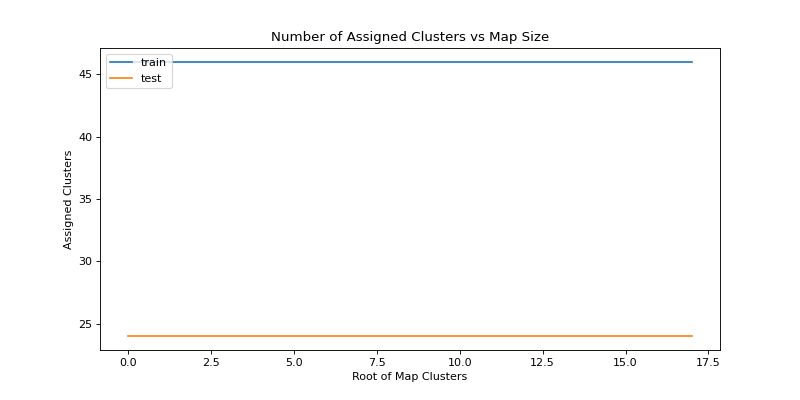 Number of Assigned Clusters vs Map Size
train
test
45
40
35
30
25
Assigned Clusters
0.0 2.5 5.0 7.5 10.0 12.5 15.0 17.5
Root of Map Clusters